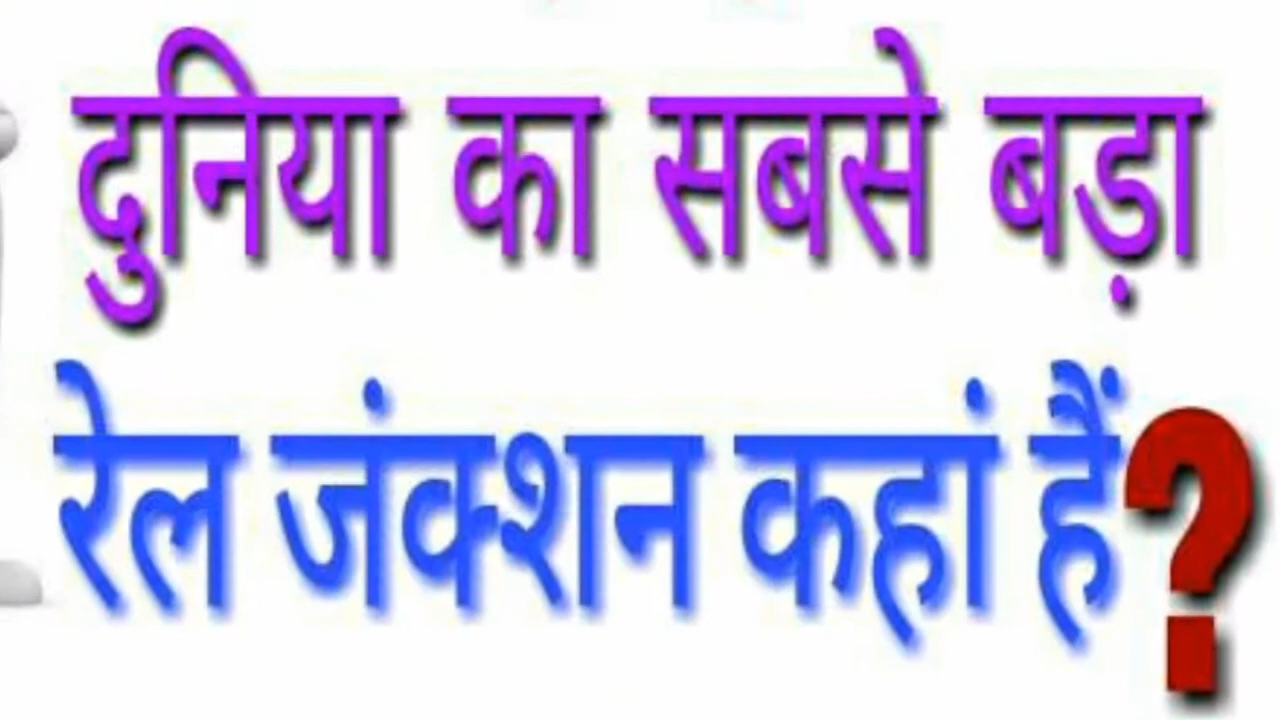 दुनिया का सबसे बड़ा
रेल जंक्शन कहां हैं?